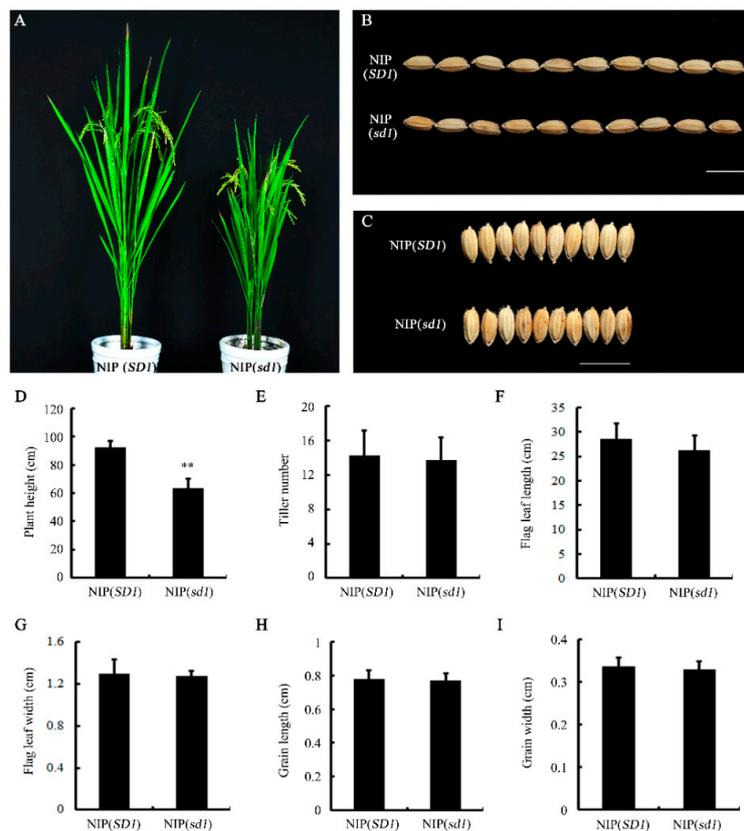 A
NIP (SD1)
NIP(sd1)
B
NIP
(SD1)
NIP
(sd1)
C
NIP(SD1)
NIP(sd1)
D
Plant height (cm)
120
100
80
60
40
20
0
**
NIP(SD1)
NIP(sd1)
E
Tiller number
20
16
12
8
4
0
NIP(SD1)
NIP(sd1)
F
Flag leaf length (cm)
35
30
25
20
15
10
5
0
NIP(SD1)
NIP(sd1)
G
Flag leaf width (cm)
1.6
1.2
0.8
0.4
0
NIP(SD1)
NIP(sd1)
H
Grain length (cm)
1
0.8
0.6
0.4
0.2
0
NIP(SD1)
NIP(sd1)
I
Grain width (cm)
0.4
0.3
0.2
0.1
0
NIP(SD1)
NIP(sd1)